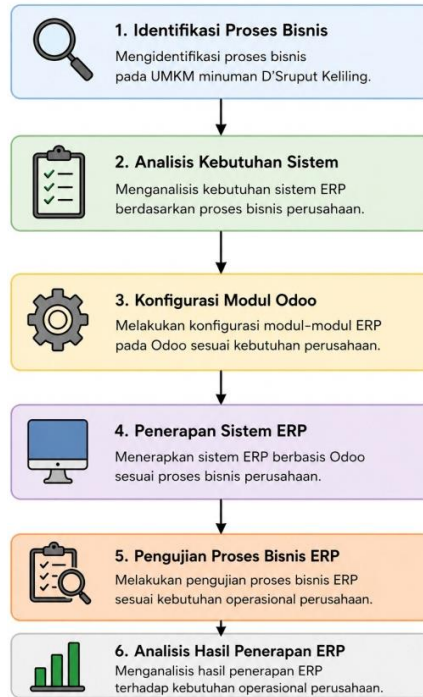 1. Identifikasi Proses Bisnis
Mengidentifikasi proses bisnis
pada UMKM minuman D'Sruput Keliling.
2. Analisis Kebutuhan Sistem
Menganalisis kebutuhan sistem ERP
berdasarkan proses bisnis perusahaan.
3. Konfigurasi Modul Odoo
Melakukan konfigurasi modul-modul ERP
pada Odoo sesuai kebutuhan perusahaan.
4. Penerapan Sistem ERP
Menerapkan sistem ERP berbasis Odoo
sesuai proses bisnis perusahaan.
5. Pengujian Proses Bisnis ERP
Melakukan pengujian proses bisnis ERP
sesuai kebutuhan operasional perusahaan.
6. Analisis Hasil Penerapan ERP
Menganalisis hasil penerapan ERP
terhadap kebutuhan operasional perusahaan.